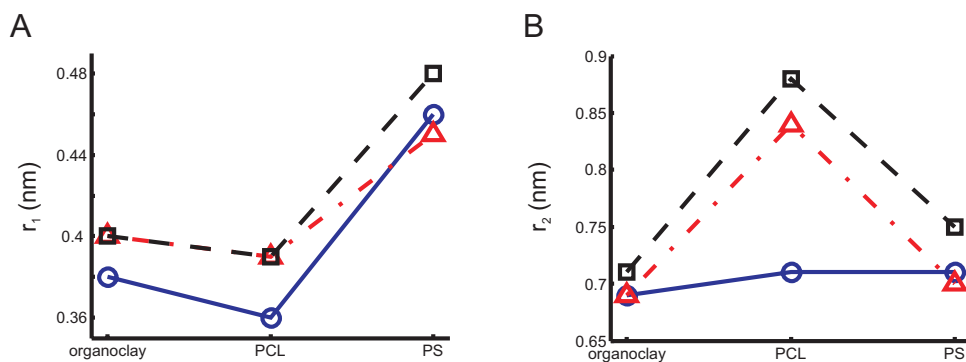 A
r1 (nm)
0.48
0.44
0.4
0.36
organoclay PCL PS
B
r2 (nm)
0.9
0.85
0.8
0.75
0.7
0.65
organoclay PCL PS